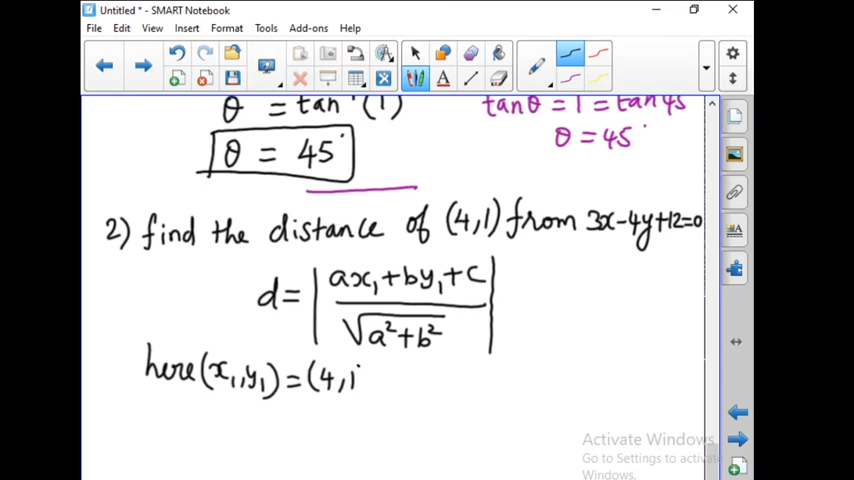 Untitled * - SMART Notebook
File Edit View Insert Format Tools Add-ons Help
θ = tan⁻¹(1)
tanθ = 1 = tan45
θ = 45°
θ = 45°
2) find the distance of (4,1) from 3x-4y+12=0
d = | ax₁+by₁+c / √a²+b² |
here (x₁,y₁) = (4,1
Activate Windows
Go to Settings to activate
Windows.